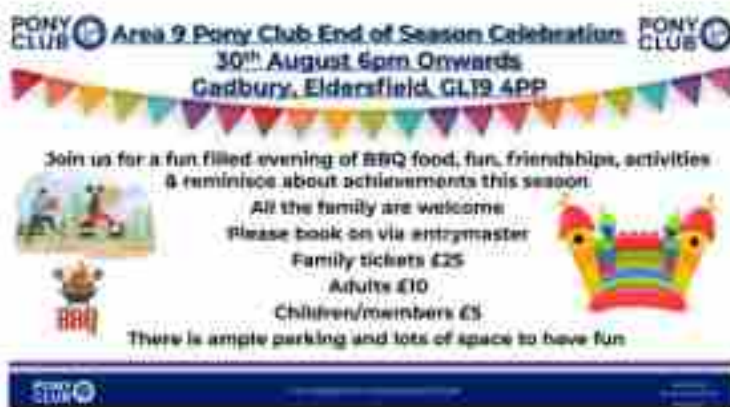 PONY CLUB
Area 9 Pony Club End of Season Celebration
PONY CLUB
30th August 6pm Onwards
Gadbury, Eldersfield, GL19 4PP
Join us for a fun filled evening of BBQ food, fun, friendships, activities
& reminisce about achievements this season
All the family are welcome
Please book on via entrymaster
Family tickets £25
Adults £10
Children/members £5
BBQ
There is ample parking and lots of space to have fun
PONY CLUB